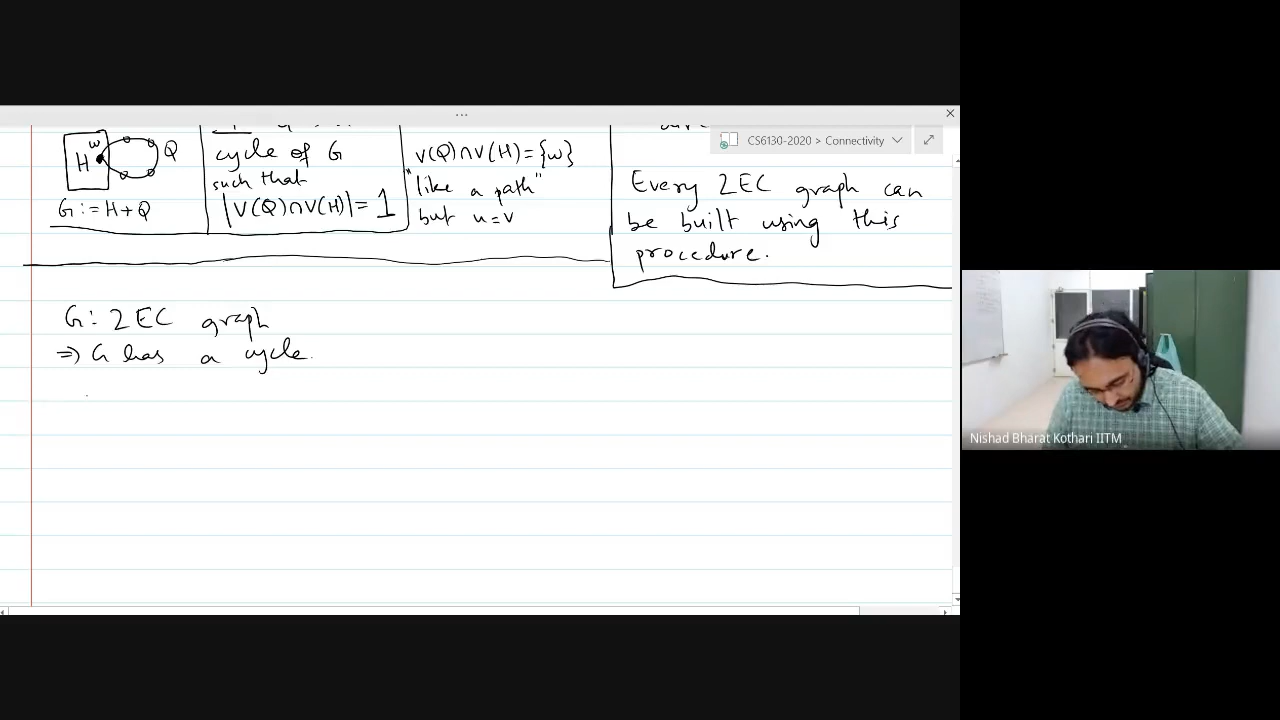 CS6130-2020 > Connectivity
H
w
Q
G := H+Q
cycle of G
such that
|V(Q)∩V(H)| = 1
V(Q)∩V(H)={w}
"like a path"
but u=v
Every 2EC graph can
be built using this
procedure.
G: 2EC graph
⇒ G has a cycle.
Nishad Bharat Kothari IITM